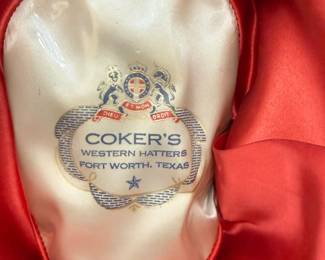 ET MON
DIEU DROIT
COKER'S
WESTERN HATTERS
FORT WORTH, TEXAS